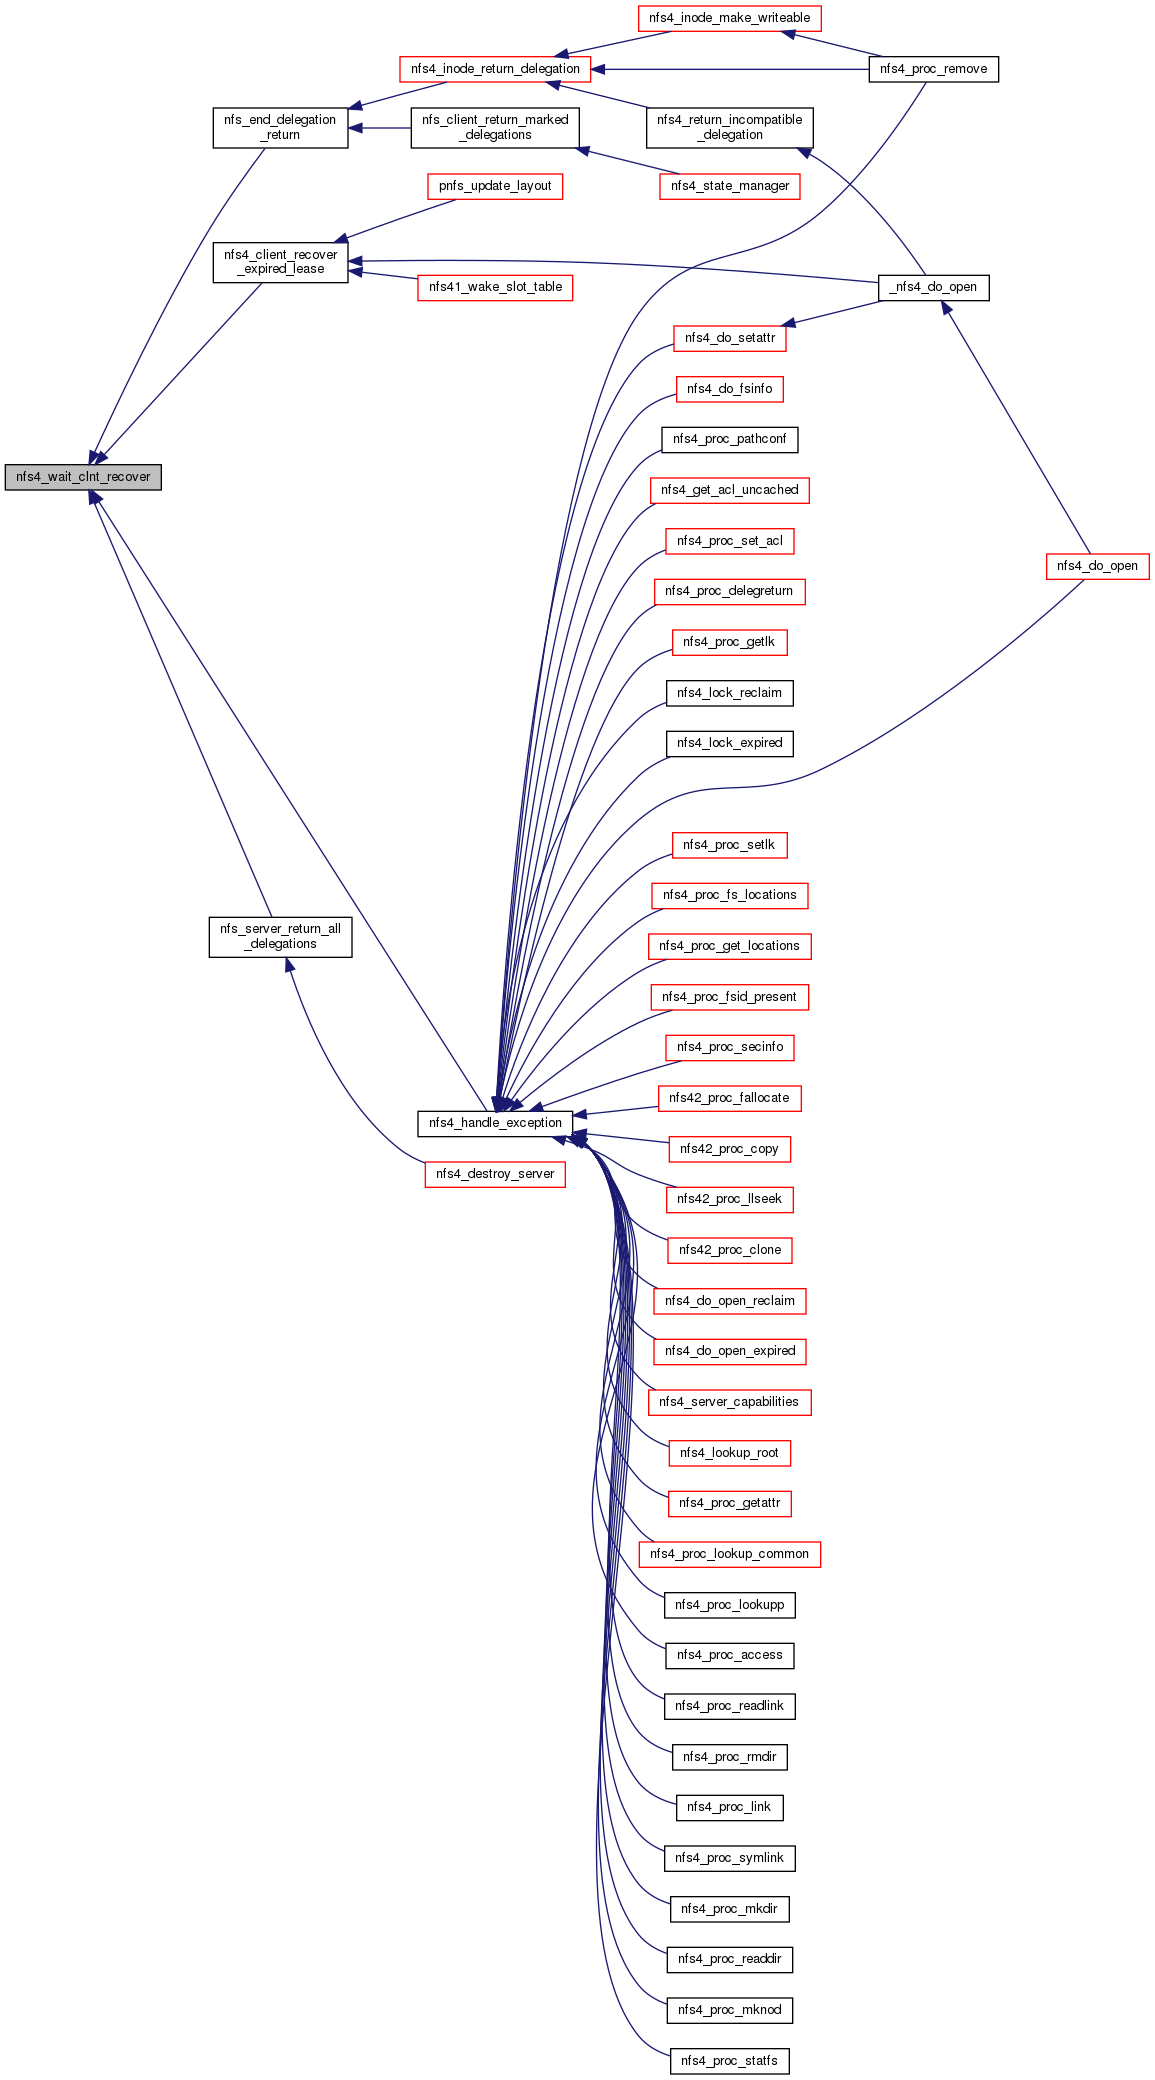 nfs4_inode_make_writeable
nfs4_inode_return_delegation
nfs4_proc_remove
nfs_end_delegation
_return
nfs_client_return_marked
_delegations
nfs4_return_incompatible
_delegation
pnfs_update_layout
nfs4_state_manager
nfs4_client_recover
_expired_lease
nfs41_wake_slot_table
_nfs4_do_open
nfs4_do_setattr
nfs4_do_fsinfo
nfs4_proc_pathconf
nfs4_wait_clnt_recover
nfs4_get_acl_uncached
nfs4_proc_set_acl
nfs4_do_open
nfs4_proc_delegreturn
nfs4_proc_getlk
nfs4_lock_reclaim
nfs4_lock_expired
nfs4_proc_setlk
nfs4_proc_fs_locations
nfs_server_return_all
_delegations
nfs4_proc_get_locations
nfs4_proc_fsid_present
nfs4_proc_secinfo
nfs42_proc_fallocate
nfs4_handle_exception
nfs42_proc_copy
nfs4_destroy_server
nfs42_proc_llseek
nfs42_proc_clone
nfs4_do_open_reclaim
nfs4_do_open_expired
nfs4_server_capabilities
nfs4_lookup_root
nfs4_proc_getattr
nfs4_proc_lookup_common
nfs4_proc_lookupp
nfs4_proc_access
nfs4_proc_readlink
nfs4_proc_rmdir
nfs4_proc_link
nfs4_proc_symlink
nfs4_proc_mkdir
nfs4_proc_readdir
nfs4_proc_mknod
nfs4_proc_statfs